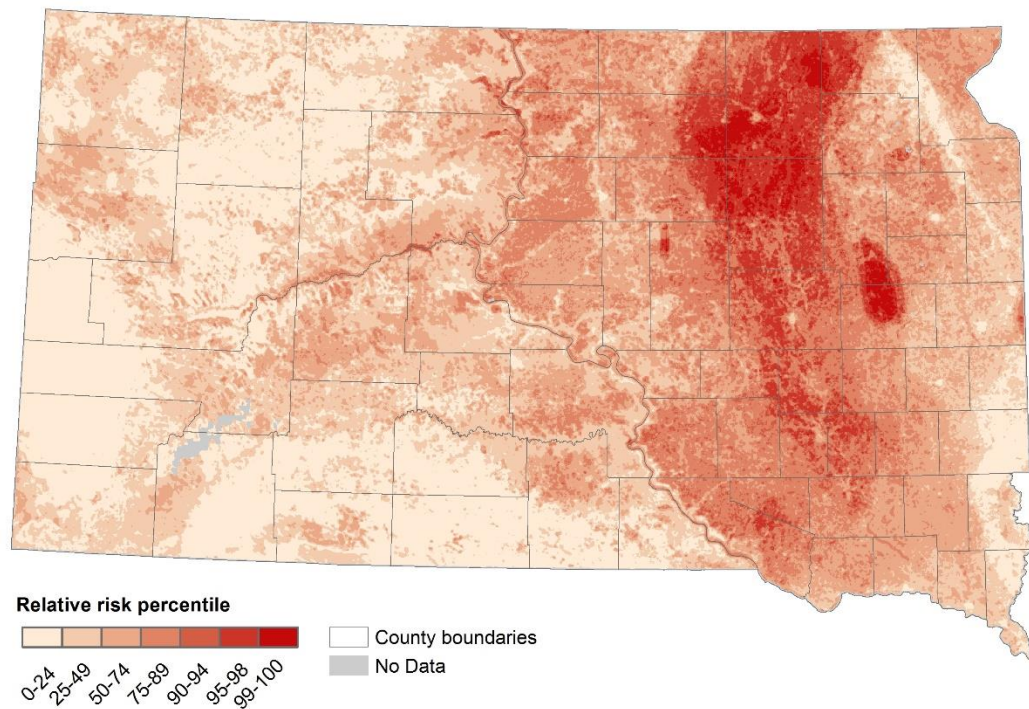 Relative risk percentile
0-24
25-49
50-74
75-89
90-94
95-98
99-100
County boundaries
No Data